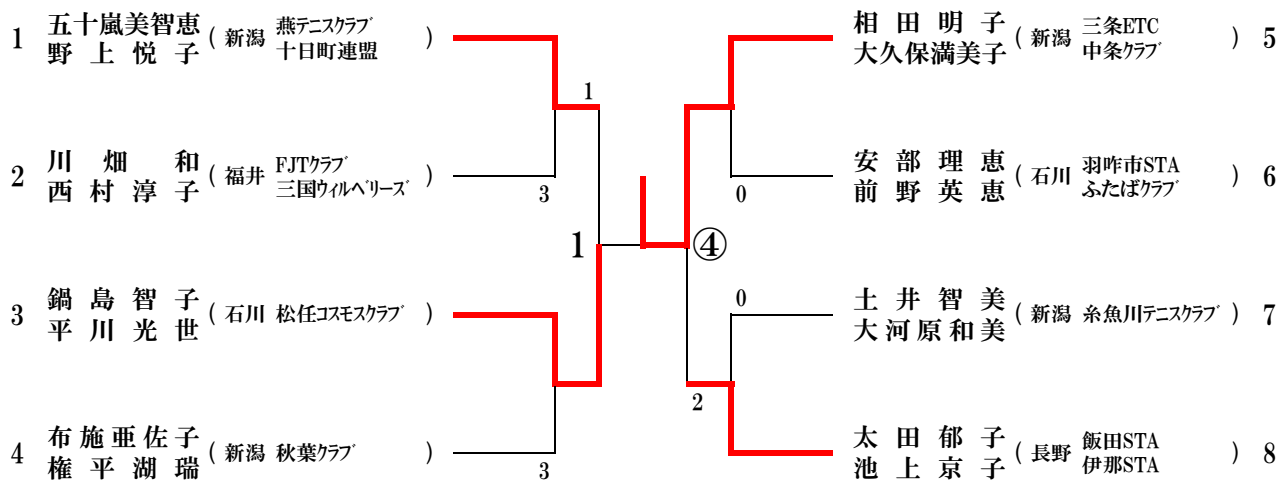 1 五十嵐美智恵 野上悦子 ( 新潟 燕テニスクラブ 十日町連盟 )
2 川畑和 西村淳子 ( 福井 FJTクラブ 三国ウィルベリーズ )
3 鍋島智子 平川光世 ( 石川 松任コスモスクラブ )
4 布施亜佐子 権平湖瑞 ( 新潟 秋葉クラブ )
1
3
1
3
④
0
0
2
相田明子 大久保満美子 ( 新潟 三条ETC 中条クラブ ) 5
安部理恵 前野英恵 ( 石川 羽咋市STA ふたばクラブ ) 6
土井智美 大河原和美 ( 新潟 糸魚川テニスクラブ ) 7
太田郁子 池上京子 ( 長野 飯田STA 伊那STA ) 8